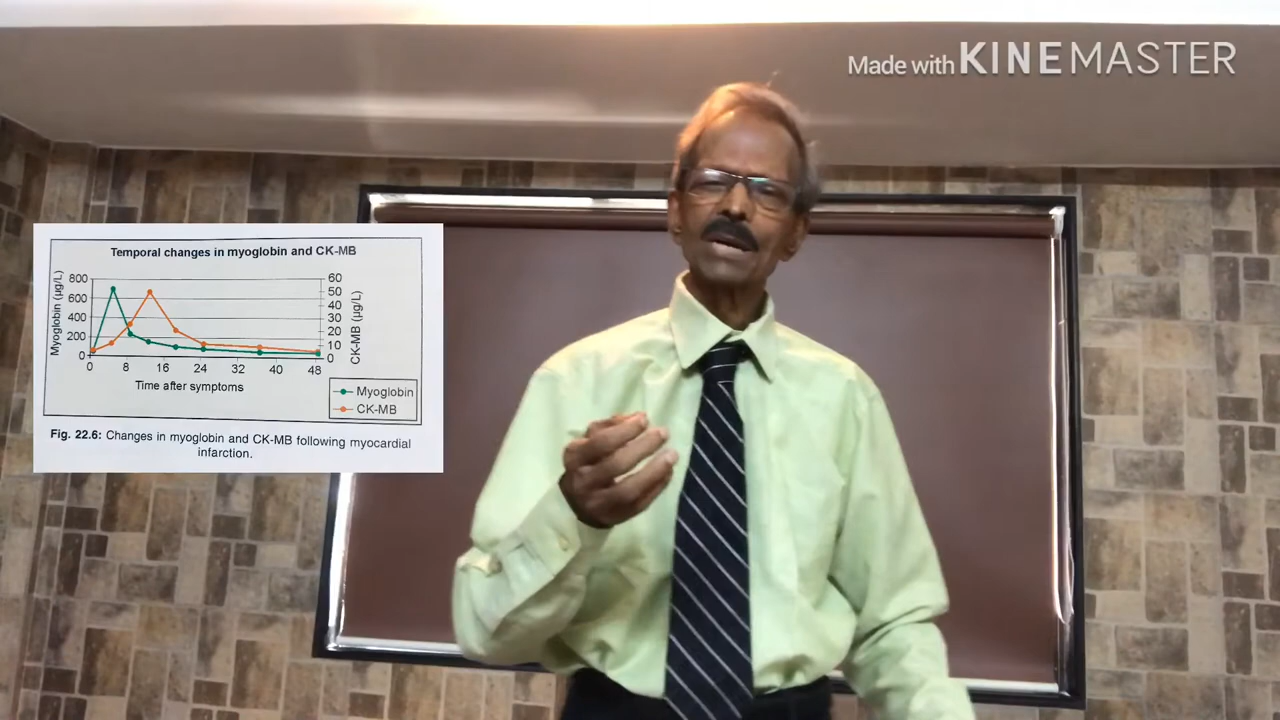 Made with KINEMASTER
Temporal changes in myoglobin and CK-MB
Myoglobin (µg/L)
800
600
400
200
0
60
50
40
30
20
10
0
CK-MB (µg/L)
0 8 16 24 32 40 48
Time after symptoms
Myoglobin
CK-MB
Fig. 22.6: Changes in myoglobin and CK-MB following myocardial
infarction.